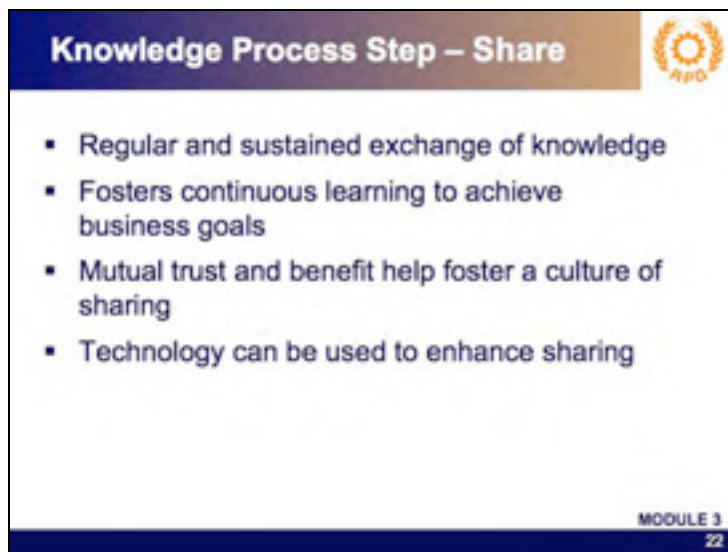 Knowledge Process Step – Share
APO
▪ Regular and sustained exchange of knowledge
▪ Fosters continuous learning to achieve
business goals
▪ Mutual trust and benefit help foster a culture of
sharing
▪ Technology can be used to enhance sharing
MODULE 3
22